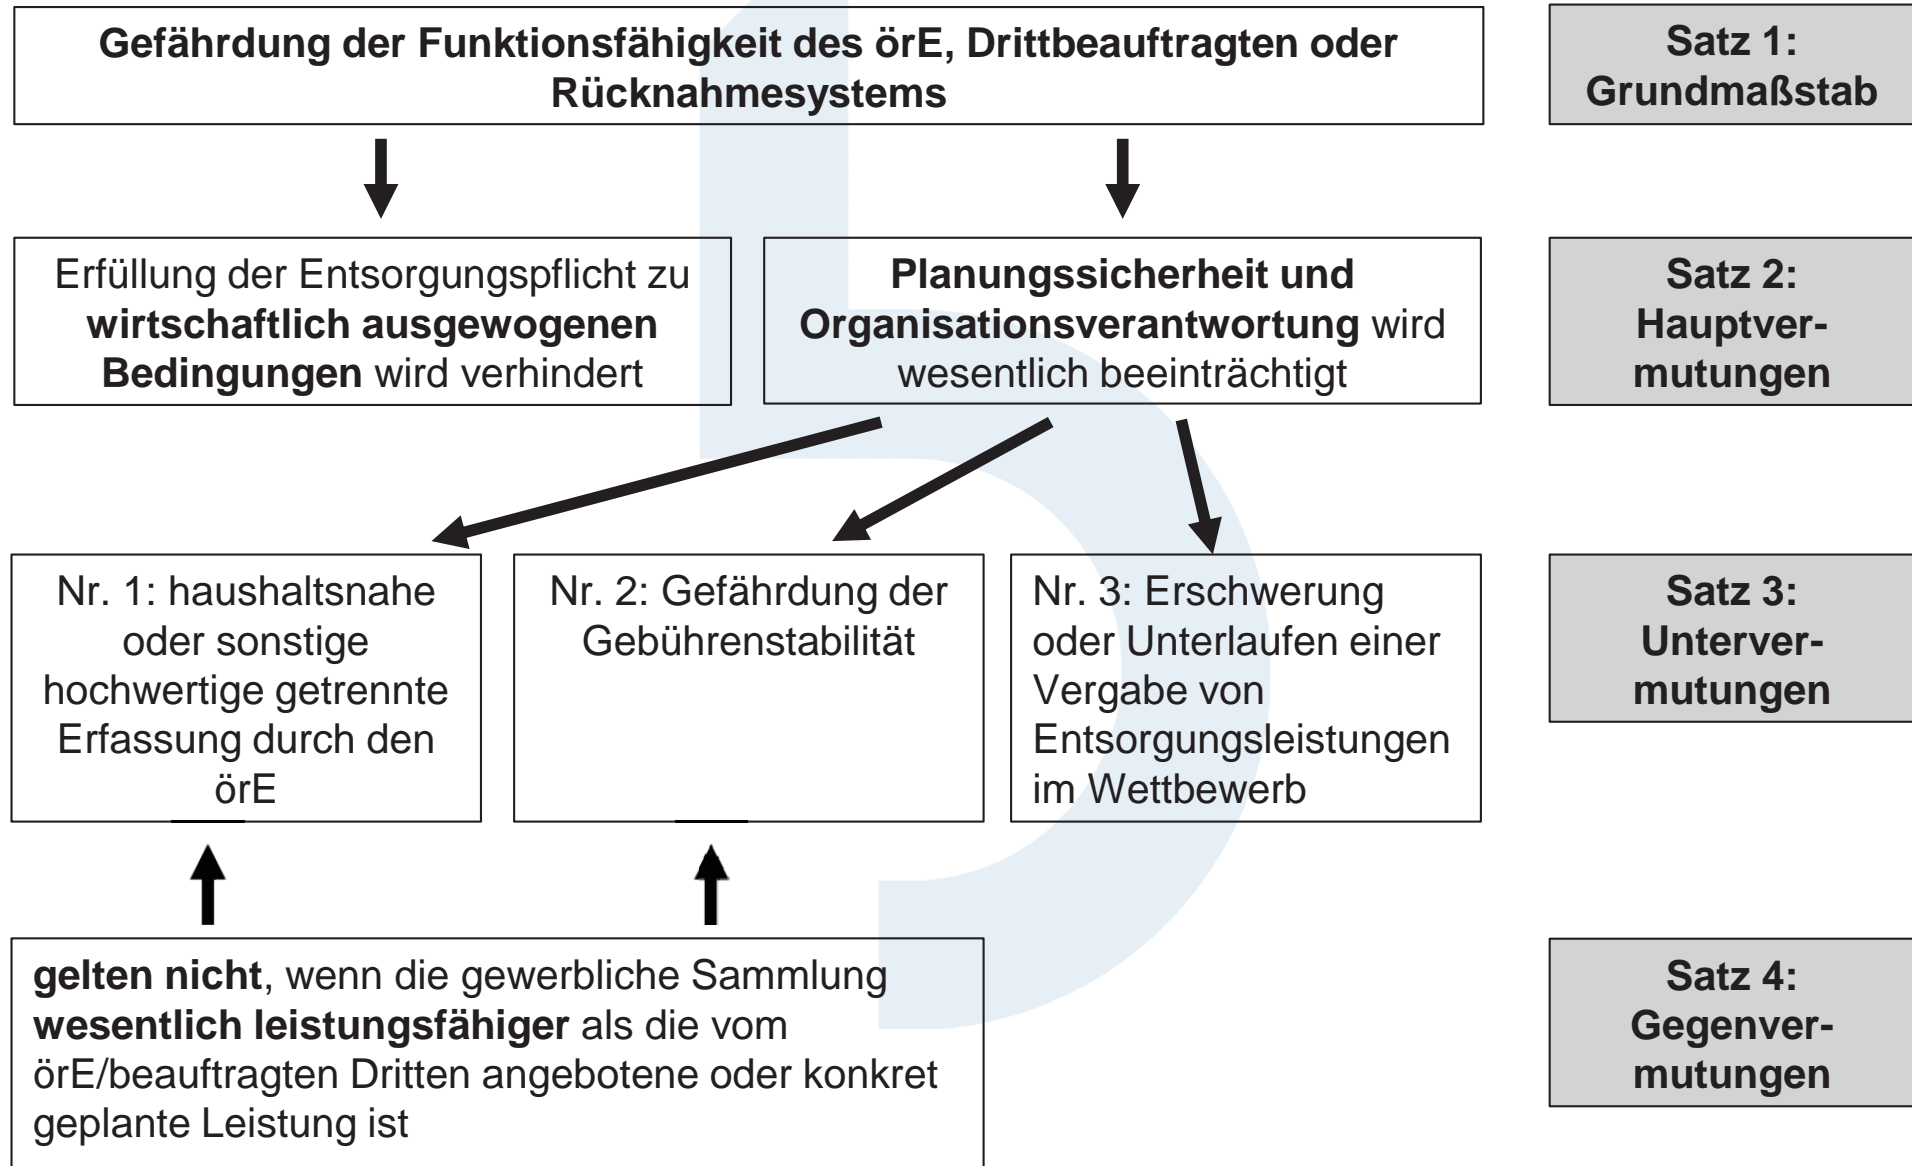 Gefährdung der Funktionsfähigkeit des örE, Drittbeauftragten oder
Rücknahmesystems
Satz 1:
Grundmaßstab
Erfüllung der Entsorgungspflicht zu
wirtschaftlich ausgewogenen
Bedingungen wird verhindert
Planungssicherheit und
Organisationsverantwortung wird
wesentlich beeinträchtigt
Satz 2:
Hauptver-
mutungen
Nr. 1: haushaltsnahe
oder sonstige
hochwertige getrennte
Erfassung durch den
örE
Nr. 2: Gefährdung der
Gebührenstabilität
Nr. 3: Erschwerung
oder Unterlaufen einer
Vergabe von
Entsorgungsleistungen
im Wettbewerb
Satz 3:
Unterver-
mutungen
gelten nicht, wenn die gewerbliche Sammlung
wesentlich leistungsfähiger als die vom
örE/beauftragten Dritten angebotene oder konkret
geplante Leistung ist
Satz 4:
Gegenver-
mutungen